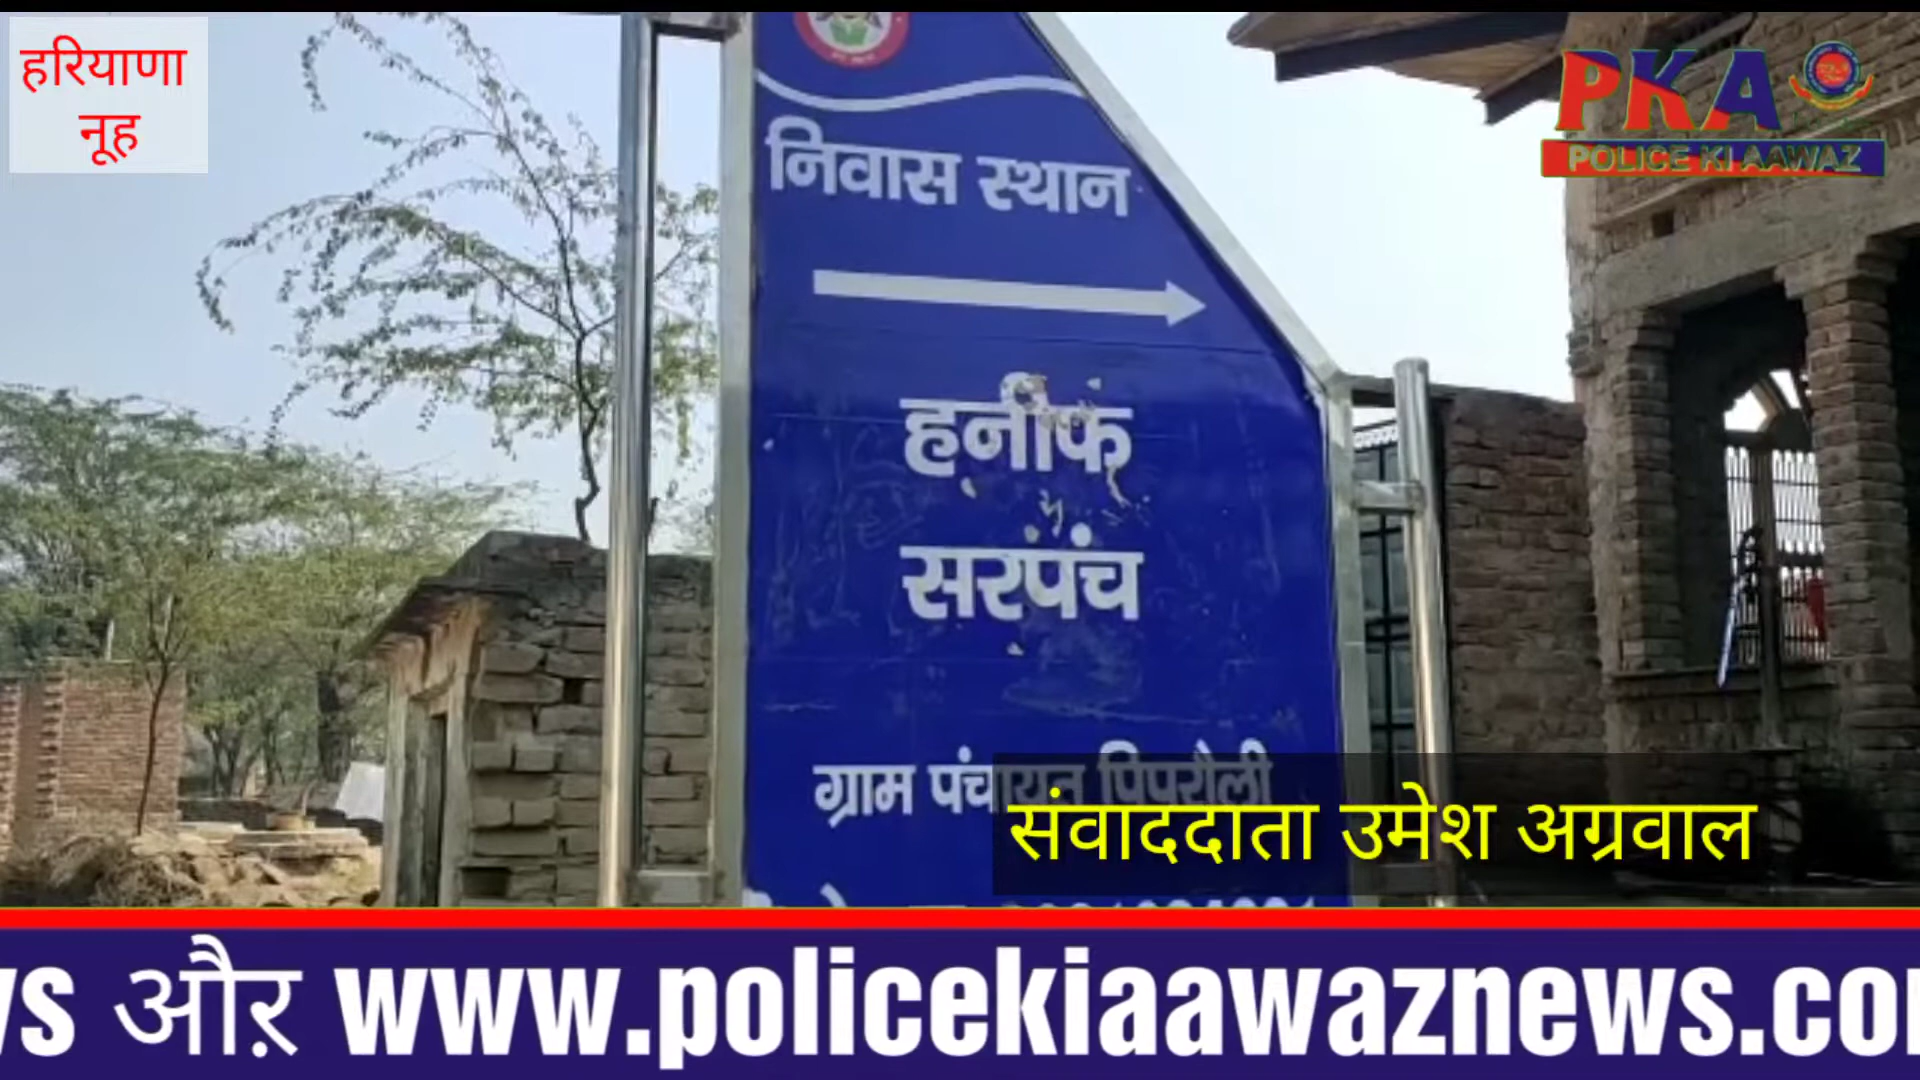 हरियाणा
नूह
PKA
POLICE KI AAWAZ
निवास स्थान
हनीफ
सरपंच
ग्राम पंचायत पिपरौली
संवाददाता उमेश अग्रवाल
और www.policekiaawaznews.co